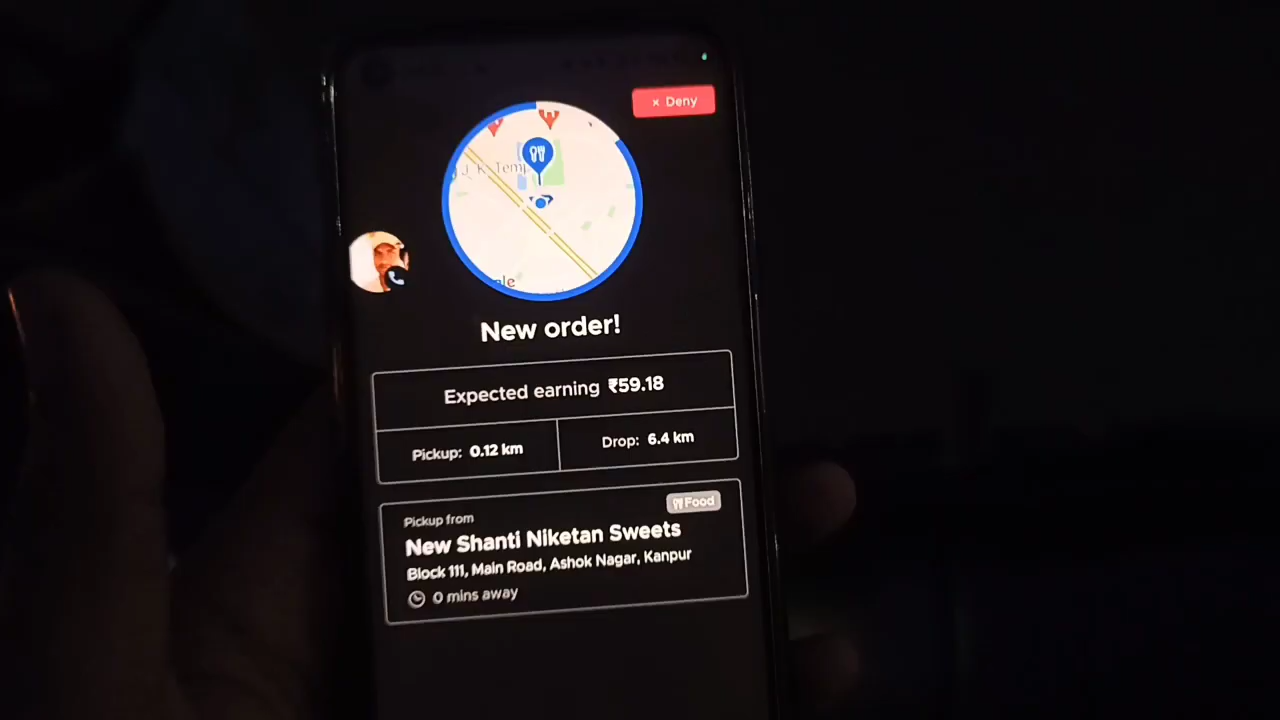 × Deny
J. K. Temp
New order!
Expected earning ₹59.18
Pickup: 0.12 km
Drop: 6.4 km
Food
Pickup from
New Shanti Niketan Sweets
Block 111, Main Road, Ashok Nagar, Kanpur
0 mins away